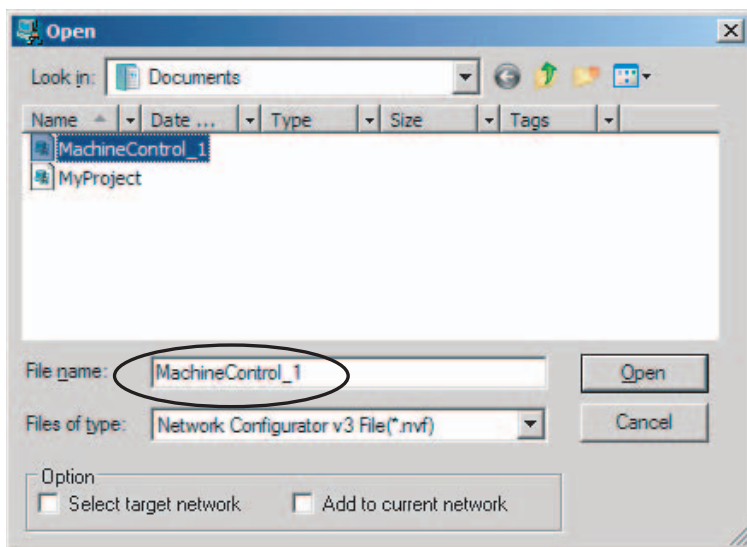 Open
Look in: Documents
Name Date ... Type Size Tags
MachineControl_1
MyProject
File name: MachineControl_1 Open
Files of type: Network Configurator v3 File(*.nvf) Cancel
Option
Select target network Add to current network